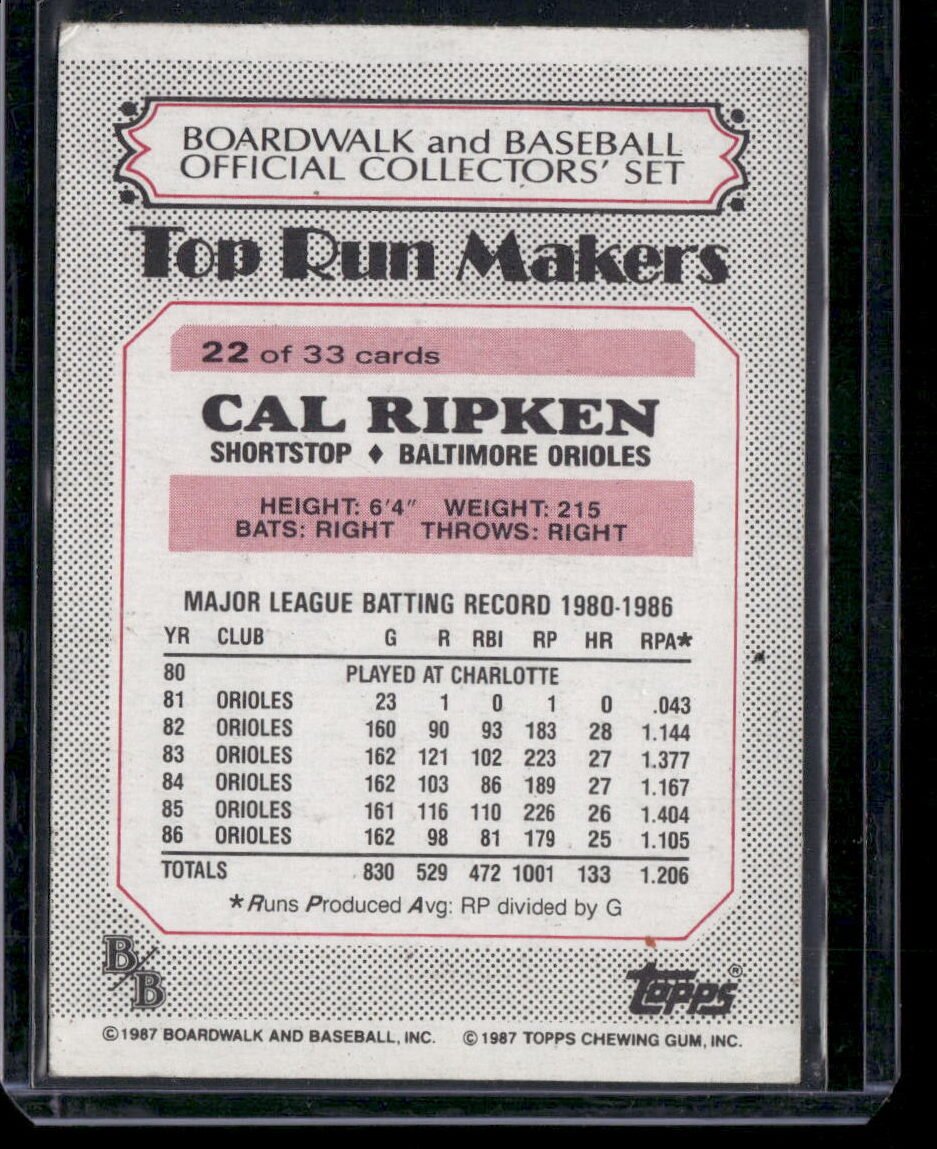 BOARDWALK and BASEBALL
OFFICIAL COLLECTORS' SET
Top Run Makers
22 of 33 cards
CAL RIPKEN
SHORTSTOP ♦ BALTIMORE ORIOLES
HEIGHT: 6'4" WEIGHT: 215
BATS: RIGHT THROWS: RIGHT
MAJOR LEAGUE BATTING RECORD 1980-1986
YR CLUB G R RBI RP HR RPA*
80 PLAYED AT CHARLOTTE
81 ORIOLES 23 1 0 1 0 .043
82 ORIOLES 160 90 93 183 28 1.144
83 ORIOLES 162 121 102 223 27 1.377
84 ORIOLES 162 103 86 189 27 1.167
85 ORIOLES 161 116 110 226 26 1.404
86 ORIOLES 162 98 81 179 25 1.105
TOTALS 830 529 472 1001 133 1.206
*Runs Produced Avg: RP divided by G
B/B
Topps®
©1987 BOARDWALK AND BASEBALL, INC. ©1987 TOPPS CHEWING GUM, INC.